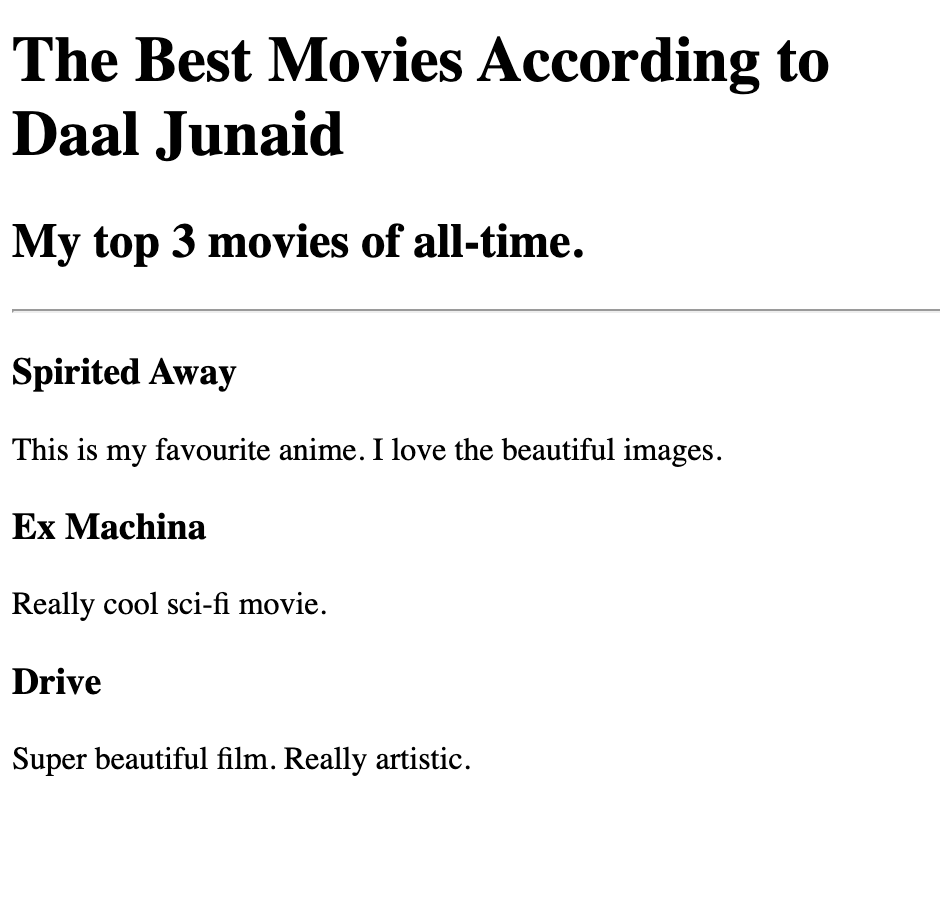 The Best Movies According to
Daal Junaid
My top 3 movies of all-time.
Spirited Away
This is my favourite anime. I love the beautiful images.
Ex Machina
Really cool sci-fi movie.
Drive
Super beautiful film. Really artistic.